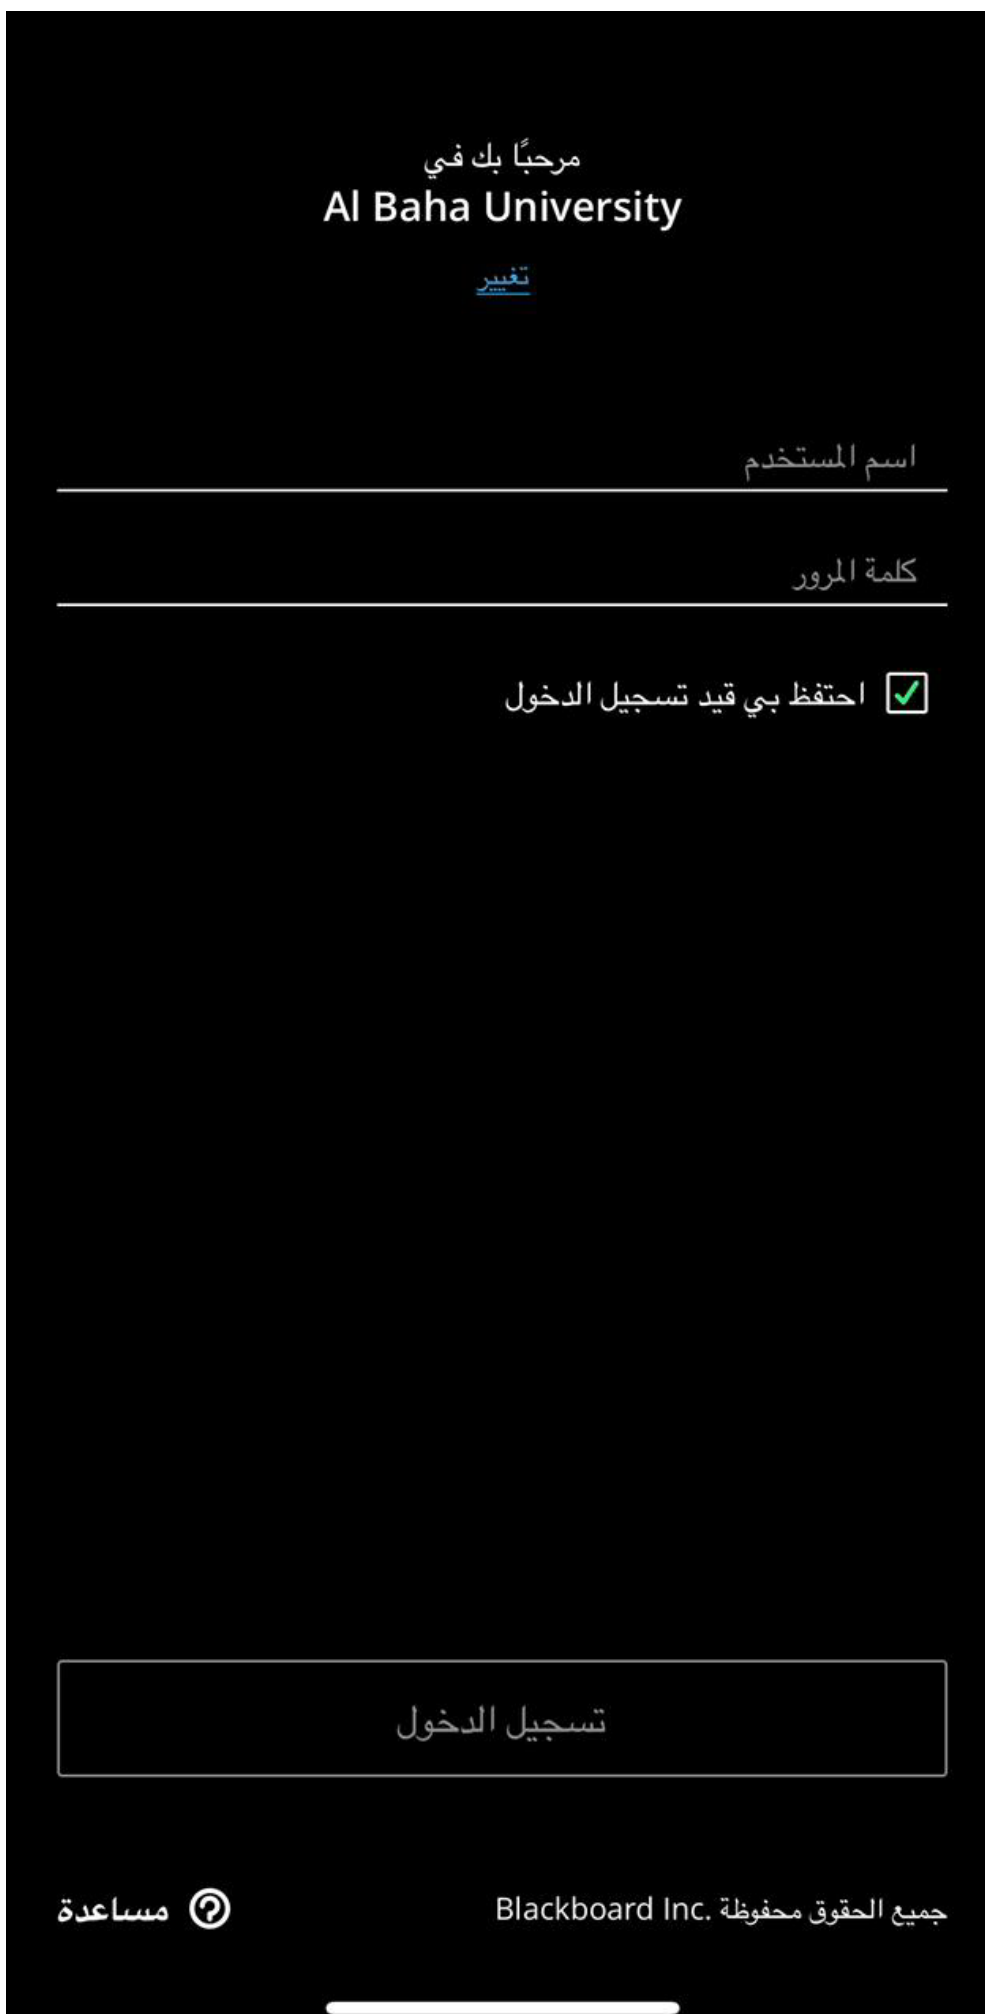 مرحبًا بك في
Al Baha University
تغيير
اسم المستخدم
كلمة المرور
احتفظ بي قيد تسجيل الدخول
تسجيل الدخول
جميع الحقوق محفوظة Blackboard Inc.
مساعدة